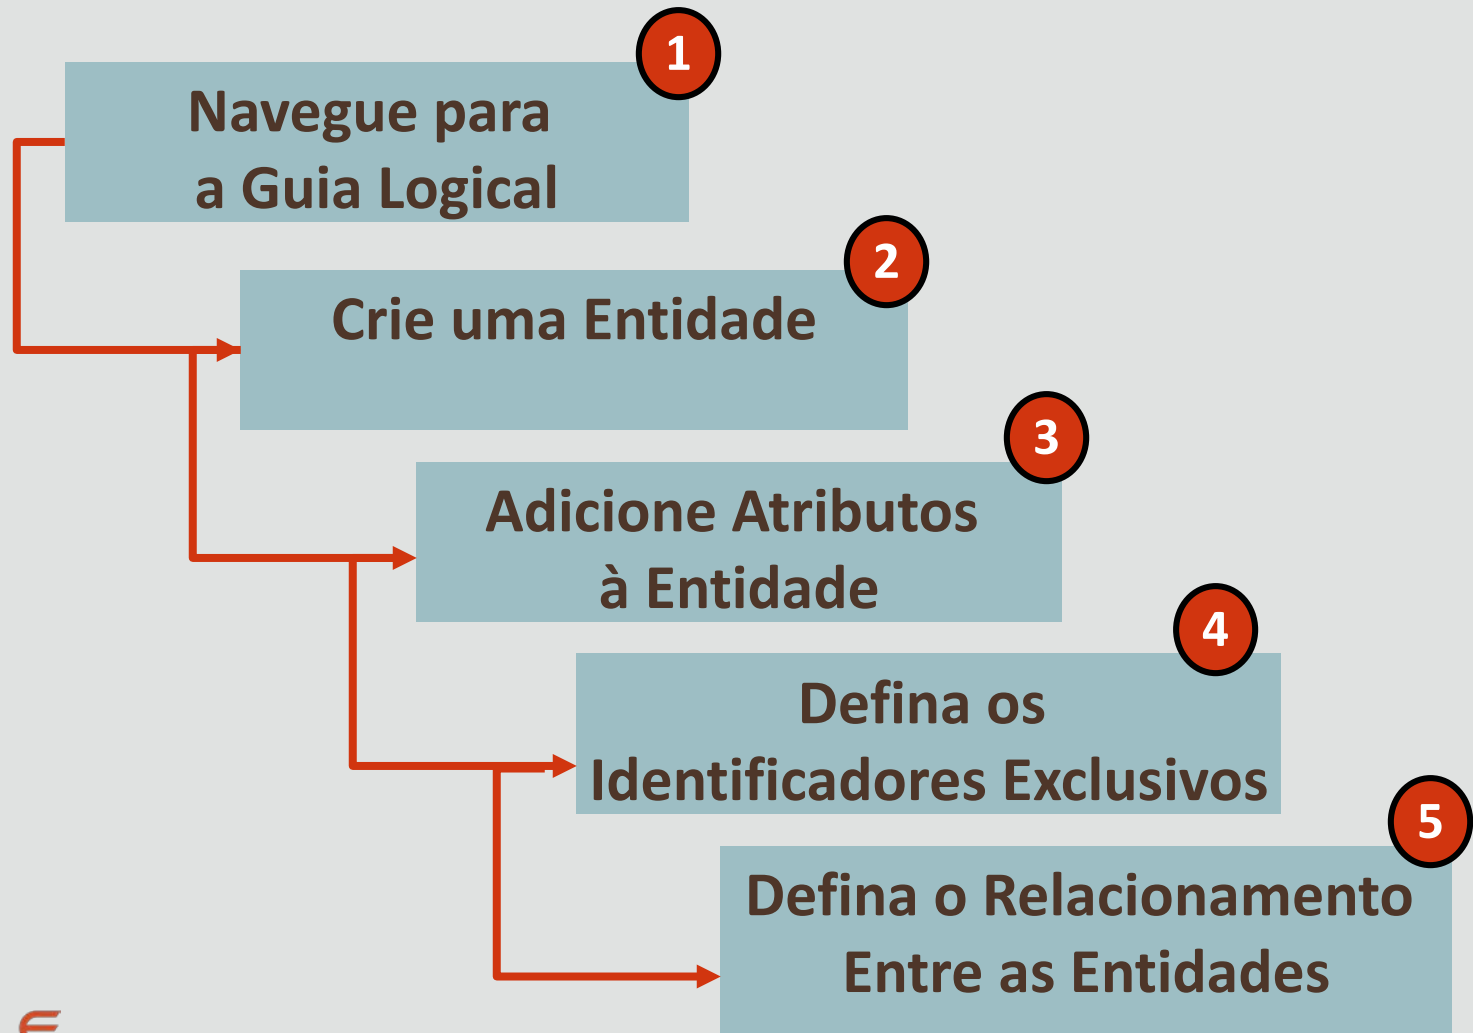 1
Navegue para
a Guia Logical
2
Crie uma Entidade
3
Adicione Atributos
à Entidade
4
Defina os
Identificadores Exclusivos
5
Defina o Relacionamento
Entre as Entidades